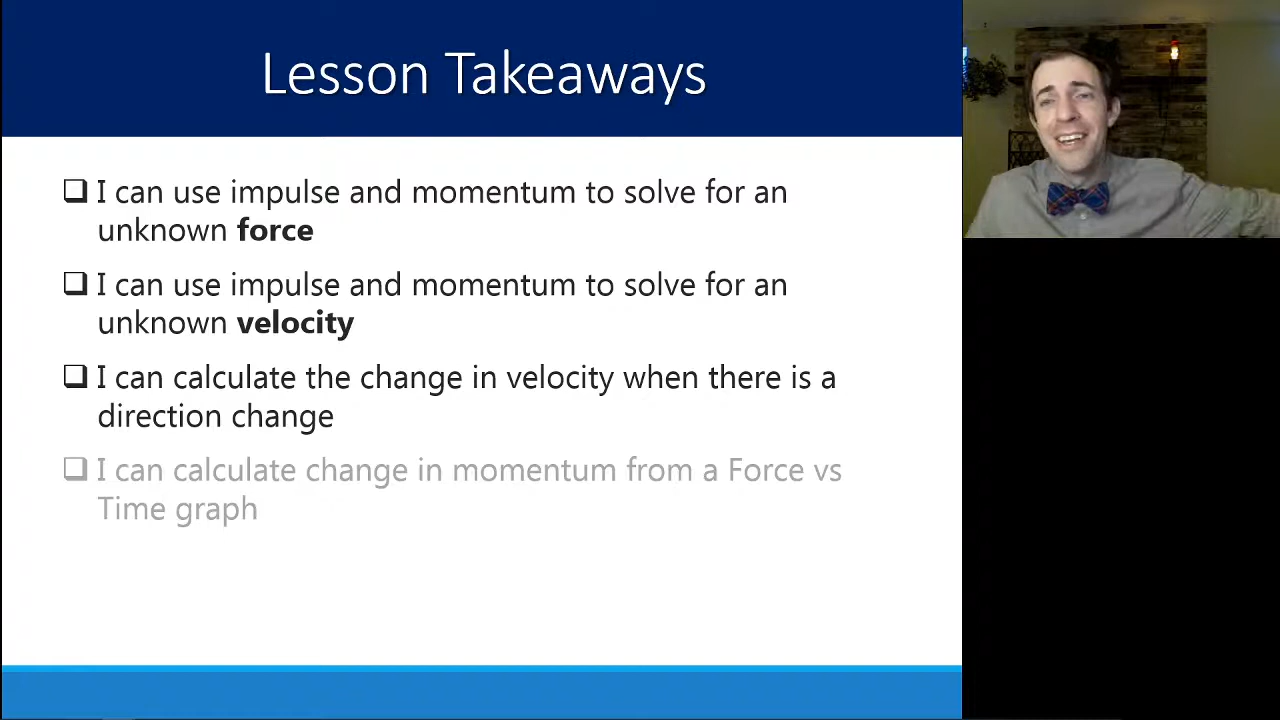 Lesson Takeaways
I can use impulse and momentum to solve for an
unknown force
I can use impulse and momentum to solve for an
unknown velocity
I can calculate the change in velocity when there is a
direction change
I can calculate change in momentum from a Force vs
Time graph